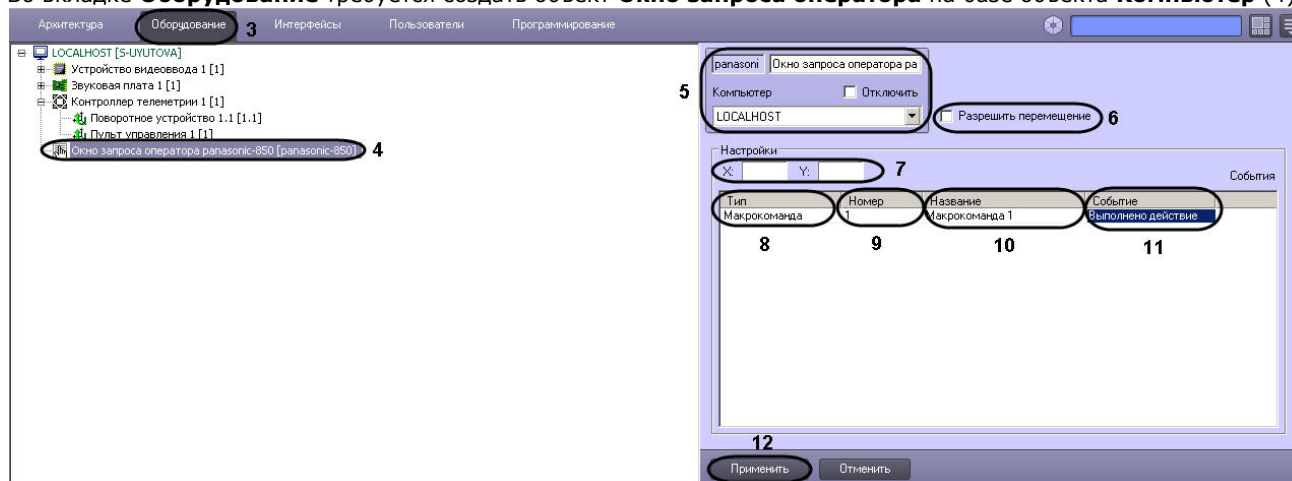 Во вкладке Оборудование требуется создать объект Окно запроса оператора на базе объекта Компьютер (4)
Архитектура Оборудование 3 Интерфейсы Пользователи Программирование
LOCALHOST [S-UYUTOVA]
Устройство видеоввода 1 [1]
Звуковая плата 1 [1]
Контроллер телеметрии 1 [1]
Поворотное устройство 1.1 [1.1]
Пульт управления 1 [1]
Окно запроса оператора panasonic-850 [panasonic-850] 4
panasoni Окно запроса оператора pa
5 Компьютер Отключить
LOCALHOST Разрешить перемещение 6
Настройки
X: Y: 7 События
Тип Номер Название Событие
Макрокоманда 1 Макрокоманда 1 Выполнено действие
8 9 10 11
12
Применить Отменить